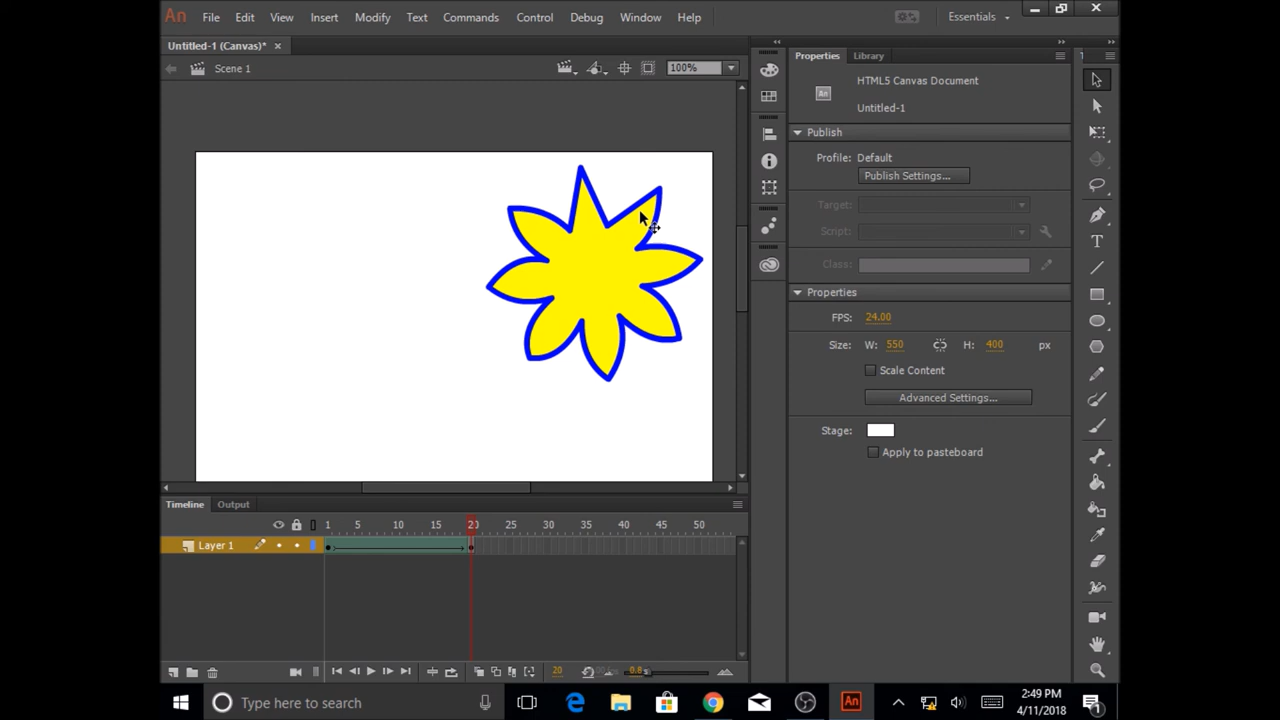 An File Edit View Insert Modify Text Commands Control Debug Window Help Essentials
Untitled-1 (Canvas)* ×
Scene 1 100%
Properties Library
HTML5 Canvas Document
Untitled-1
Publish
Profile: Default
Publish Settings...
Target:
Script:
Class:
Properties
FPS: 24.00
Size: W: 550 H: 400 px
Scale Content
Advanced Settings...
Stage:
Apply to pasteboard
Timeline Output
1 5 10 15 20 25 30 35 40 45 50
Layer 1
20 0.8s
Type here to search
An
2:49 PM
4/11/2018